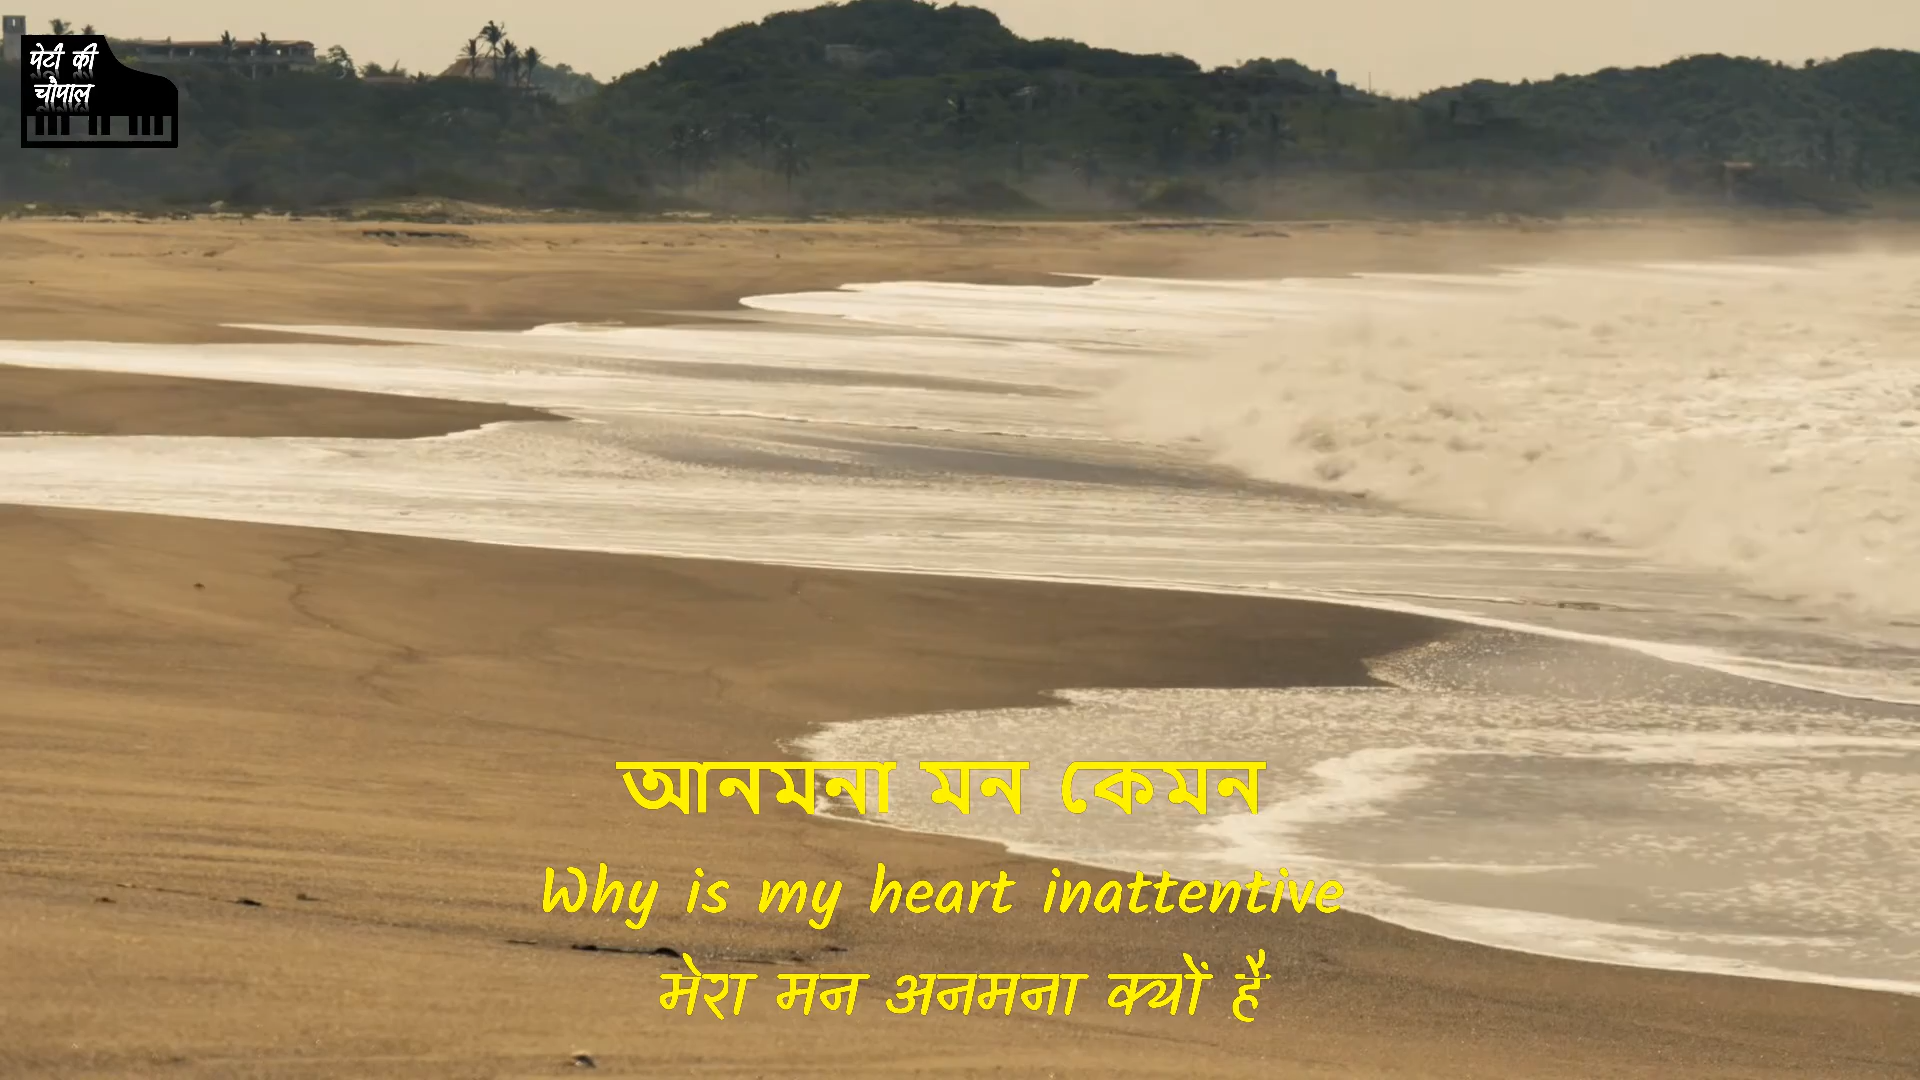 पेटी की
चौपाल
আনমনা মন কেমন
Why is my heart inattentive
मेरा मन अनमना क्यों है